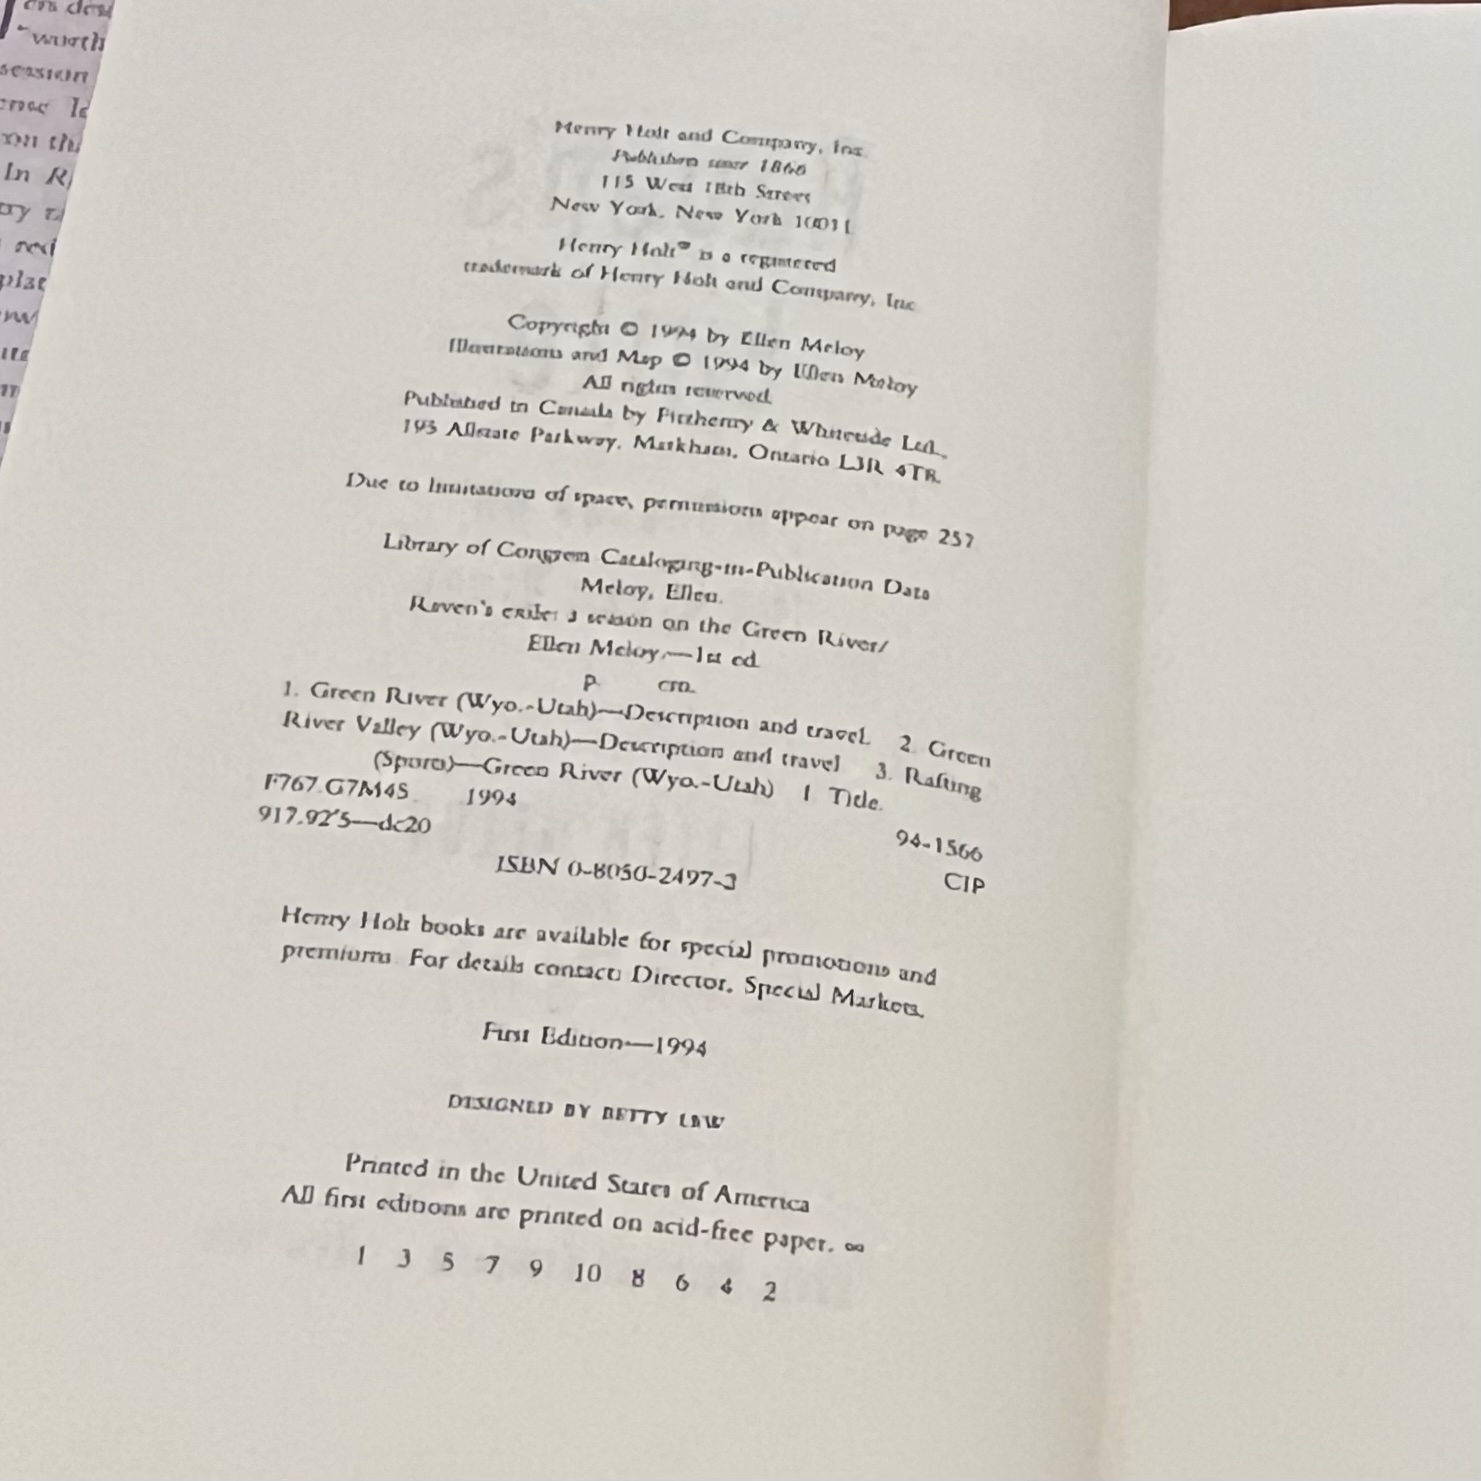 "worth
session
on th
In R
plat
Henry Holt and Company, Inc.
Publishers since 1866
115 West 18th Street
New York, New York 10011
Henry Holt® is a registered
trademark of Henry Holt and Company, Inc.
Copyright © 1994 by Ellen Meloy
Illustrations and Map © 1994 by Ellen Meloy
All rights reserved.
Published in Canada by Fitzhenry & Whiteside Ltd.,
195 Allstate Parkway, Markham, Ontario L3R 4T8.
Due to limitations of space, permissions appear on page 257
Library of Congress Cataloging-in-Publication Data
Meloy, Ellen.
Raven's exile: a season on the Green River/
Ellen Meloy.—1st ed.
p. cm.
1. Green River (Wyo.-Utah)—Description and travel. 2. Green
River Valley (Wyo.-Utah)—Description and travel 3. Rafting
(Sports)—Green River (Wyo.-Utah) I. Title.
F767.G7M45 1994
94-1566
917.92'5—dc20
CIP
ISBN 0-8050-2497-3
Henry Holt books are available for special promotions and
premiums. For details contact: Director, Special Markets.
First Edition—1994
DESIGNED BY BETTY LEW
Printed in the United States of America
All first editions are printed on acid-free paper. ∞
1 3 5 7 9 10 8 6 4 2